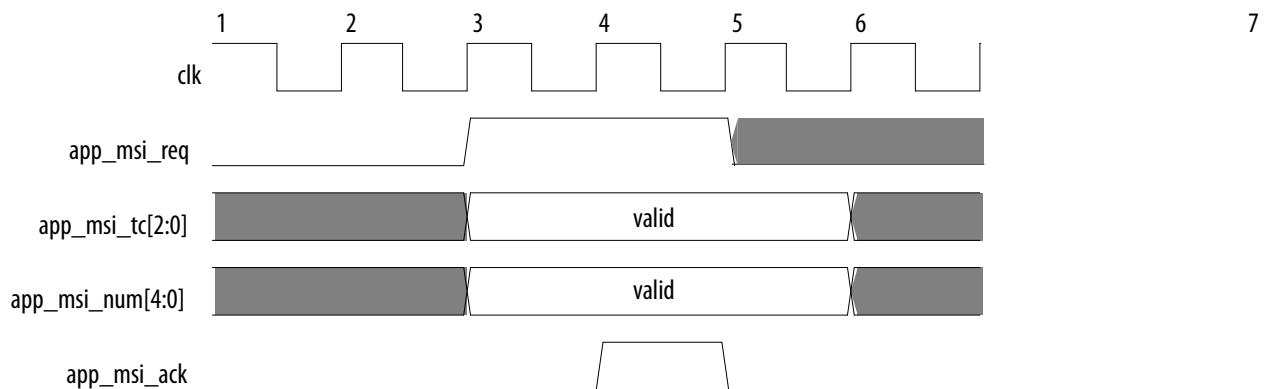 1 2 3 4 5 6 7
clk
app_msi_req
app_msi_tc[2:0] valid
app_msi_num[4:0] valid
app_msi_ack